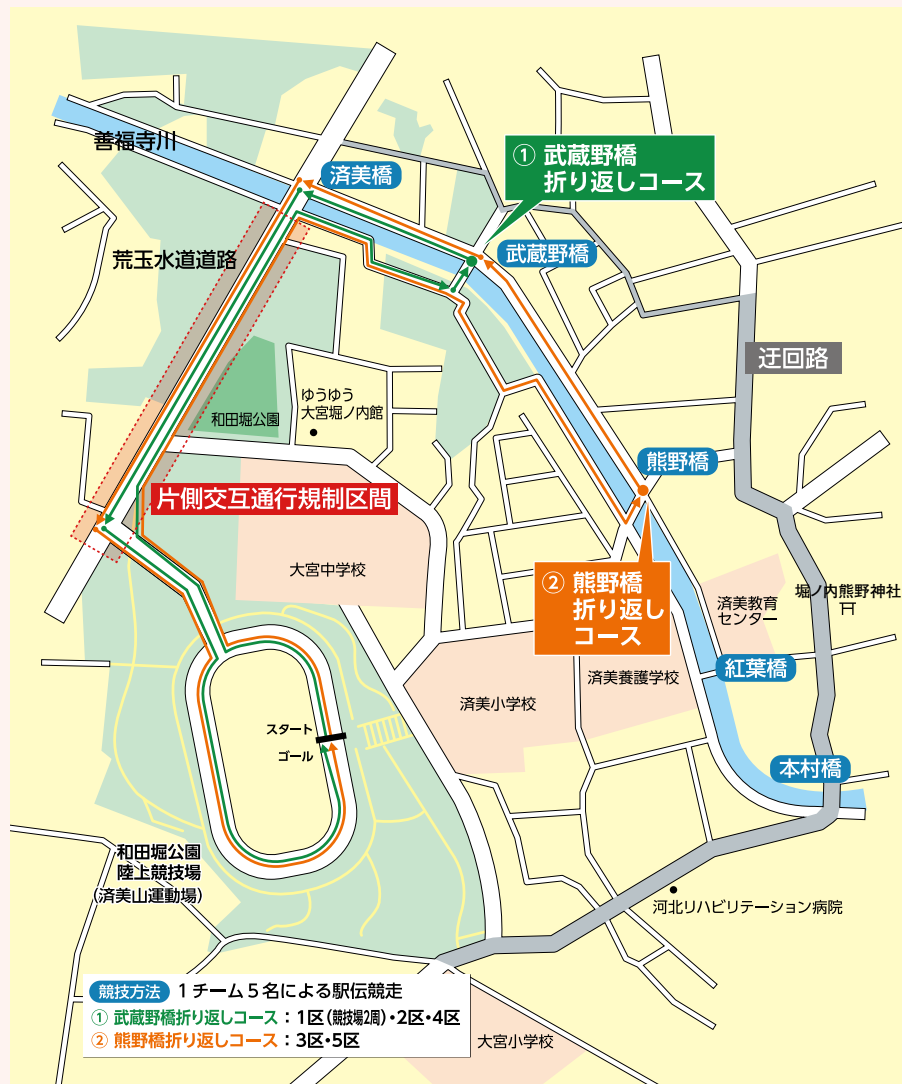 ① 武蔵野橋
折り返しコース
善福寺川
済美橋
武蔵野橋
荒玉水道道路
迂回路
ゆうゆう
大宮堀ノ内館
和田堀公園
熊野橋
片側交互通行規制区間
大宮中学校
② 熊野橋
折り返し
コース
済美教育
センター
堀ノ内熊野神社
済美養護学校
紅葉橋
済美小学校
スタート
ゴール
本村橋
和田堀公園
陸上競技場
(済美山運動場)
河北リハビリテーション病院
競技方法 1チーム5名による駅伝競走
① 武蔵野橋折り返しコース：1区(競技場2周)・2区・4区
② 熊野橋折り返しコース：3区・5区
大宮小学校